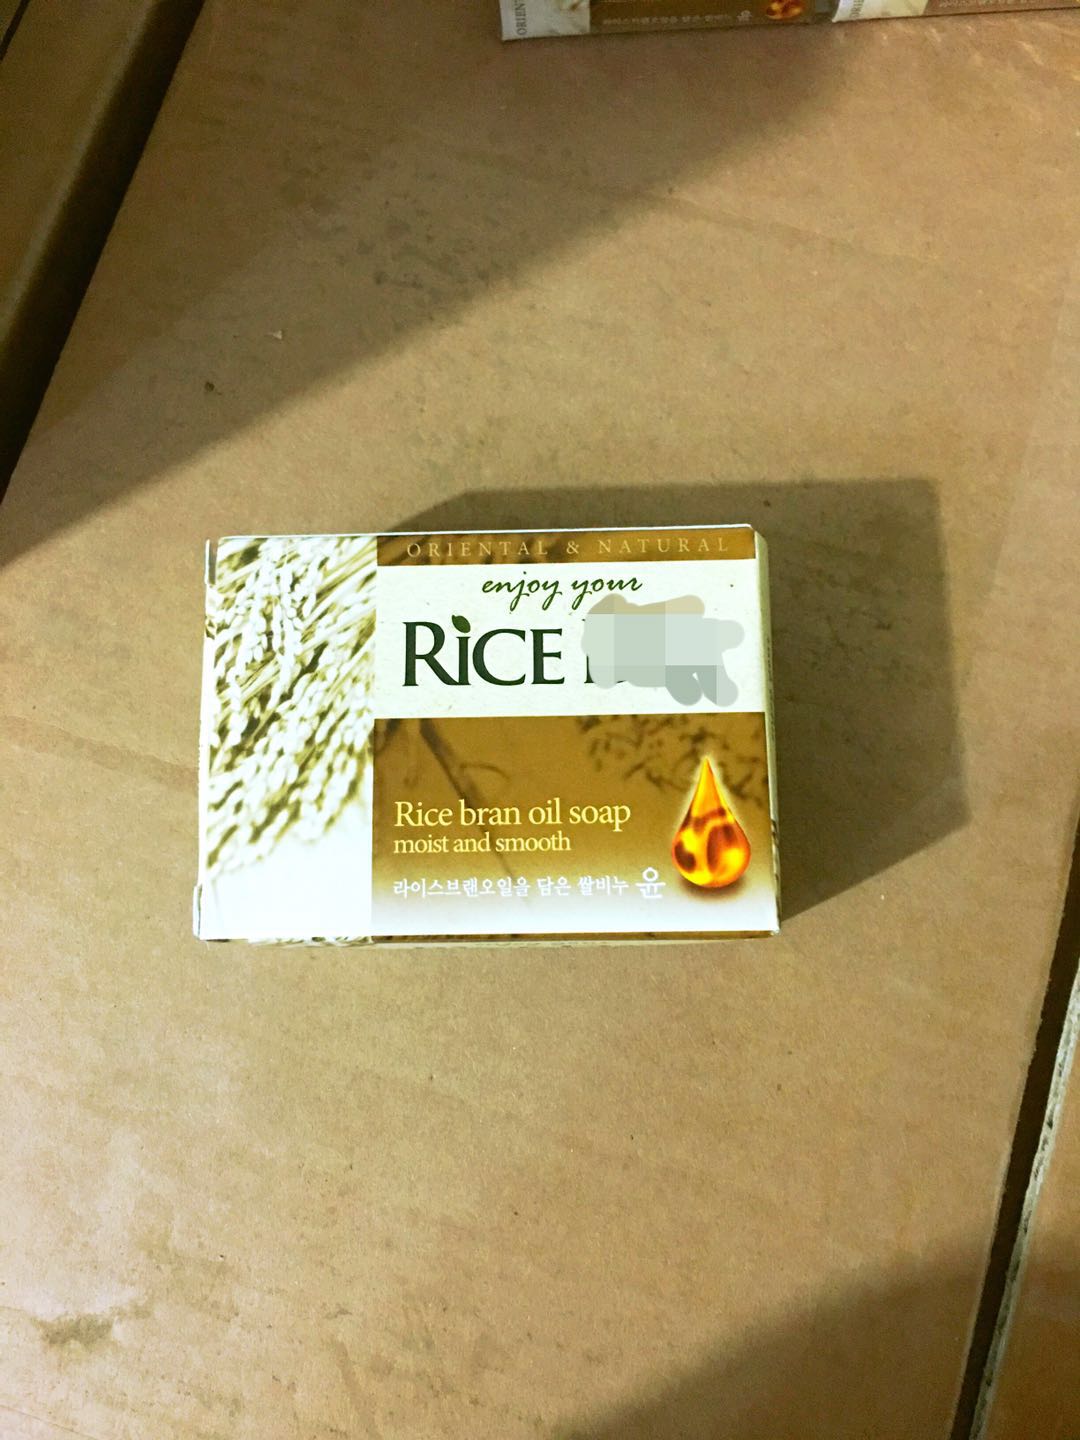 ORIENTAL & NATURAL
enjoy your
RiCE
Rice bran oil soap
moist and smooth
라이스브랜오일을 담은 쌀비누 윤